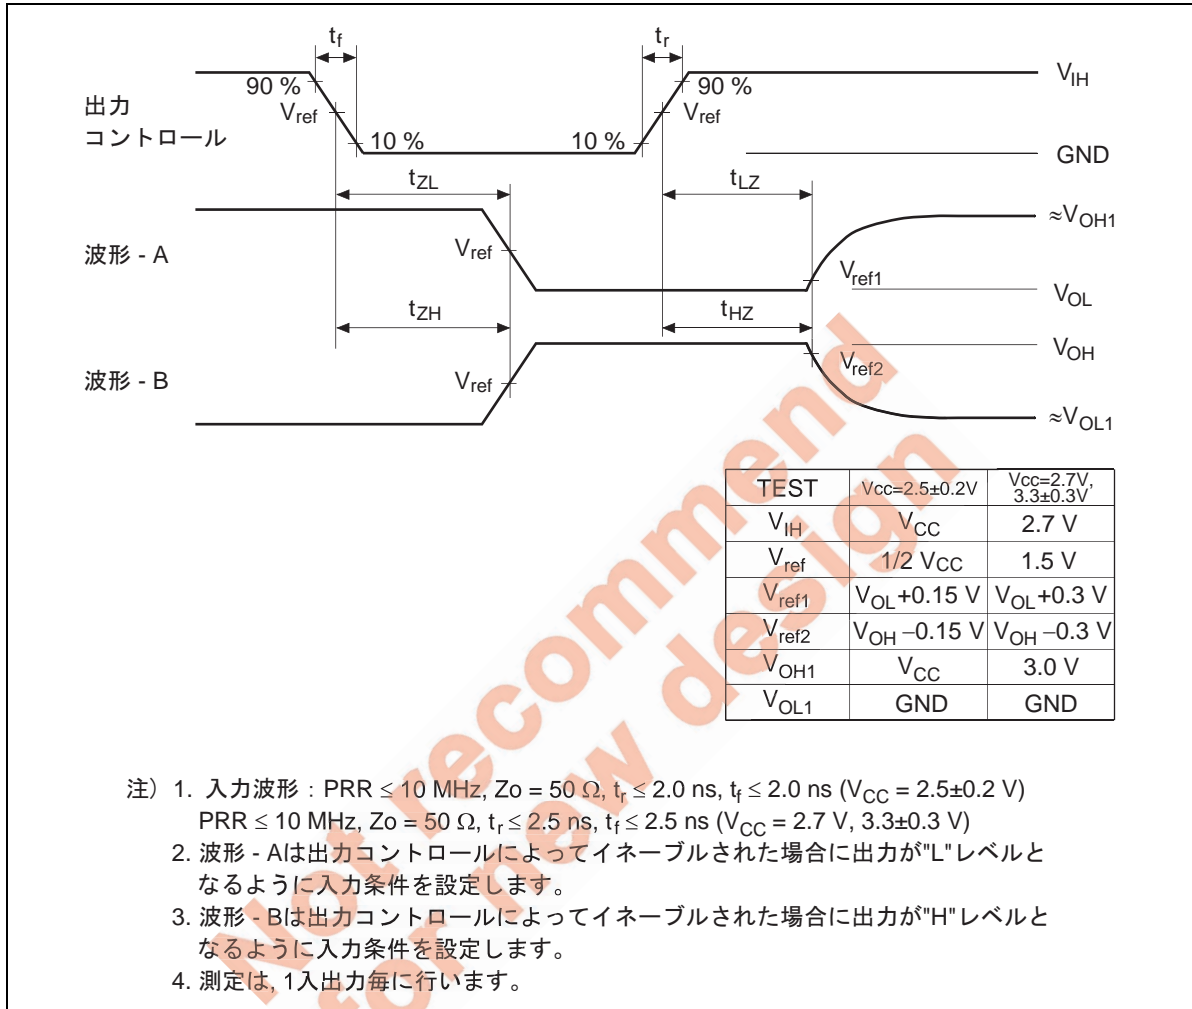 tf
tr
90 %
Vref
10 %
10 %
Vref
90 %
VIH
出力
コントロール
GND
tZL
tLZ
≈VOH1
波形 - A
Vref
Vref1
VOL
tZH
tHZ
VOH
波形 - B
Vref
Vref2
≈VOL1
TEST Vcc=2.5±0.2V Vcc=2.7V,
3.3±0.3V
VIH VCC 2.7 V
Vref 1/2 VCC 1.5 V
Vref1 VOL+0.15 V VOL+0.3 V
Vref2 VOH −0.15 V VOH −0.3 V
VOH1 VCC 3.0 V
VOL1 GND GND
注）1. 入力波形：PRR ≤ 10 MHz, Zo = 50 Ω, tr ≤ 2.0 ns, tf ≤ 2.0 ns (VCC = 2.5±0.2 V)
PRR ≤ 10 MHz, Zo = 50 Ω, tr ≤ 2.5 ns, tf ≤ 2.5 ns (VCC = 2.7 V, 3.3±0.3 V)
2. 波形 - Aは出力コントロールによってイネーブルされた場合に出力が"L"レベルと
なるように入力条件を設定します。
3. 波形 - Bは出力コントロールによってイネーブルされた場合に出力が"H"レベルと
なるように入力条件を設定します。
4. 測定は, 1入出力毎に行います。
Not recommend
for new design